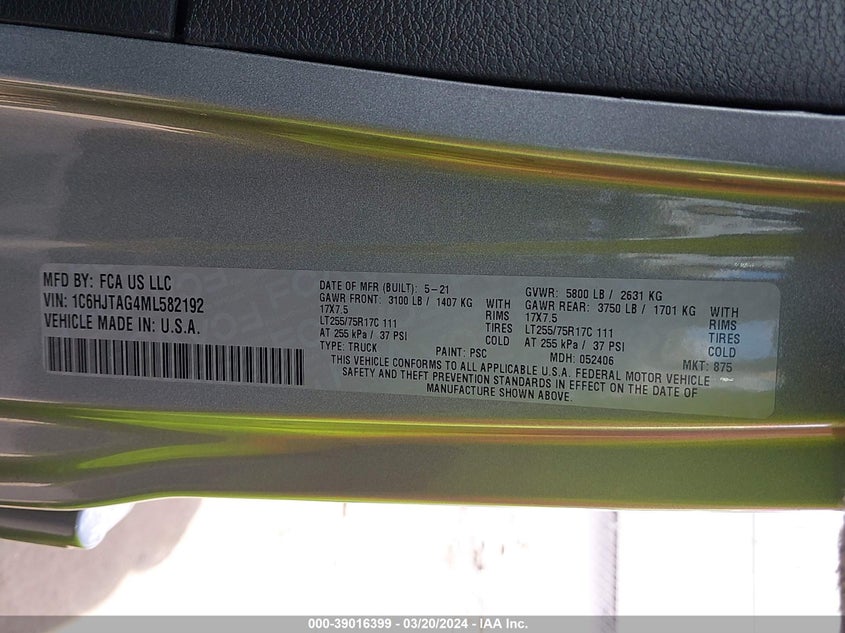 MFD BY: FCA US LLC
VIN: 1C6HJTAG4ML582192
VEHICLE MADE IN: U.S.A.
DATE OF MFR (BUILT): 5-21
GAWR FRONT: 3100 LB / 1407 KG WITH
17X7.5 RIMS
LT255/75R17C 111 TIRES
AT 255 kPa / 37 PSI COLD
TYPE: TRUCK PAINT: PSC
GVWR: 5800 LB / 2631 KG
GAWR REAR: 3750 LB / 1701 KG WITH
17X7.5 RIMS
LT255/75R17C 111 TIRES
AT 255 kPa / 37 PSI COLD
MDH: 052406 MKT: 875
THIS VEHICLE CONFORMS TO ALL APPLICABLE U.S.A. FEDERAL MOTOR VEHICLE
SAFETY AND THEFT PREVENTION STANDARDS IN EFFECT ON THE DATE OF
MANUFACTURE SHOWN ABOVE.
000-39016399 - 03/20/2024 - IAA Inc.